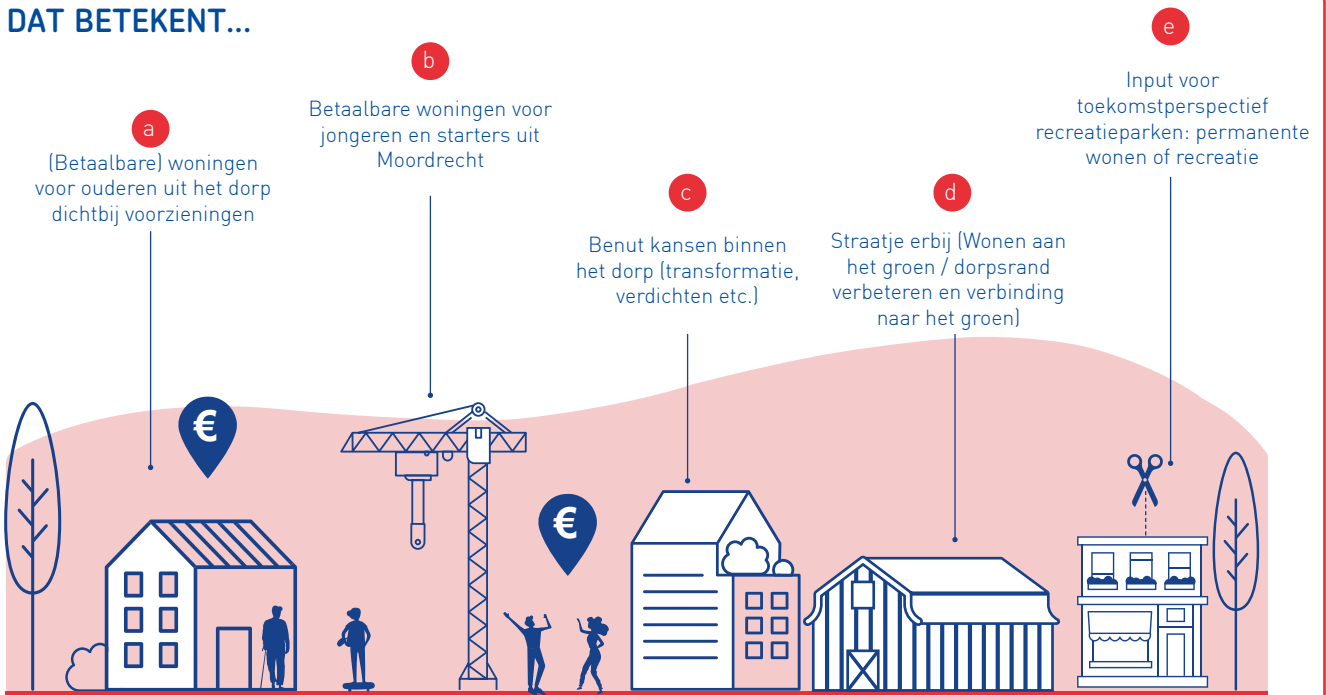 DAT BETEKENT...
a
(Betaalbare) woningen
voor ouderen uit het dorp
dichtbij voorzieningen
b
Betaalbare woningen voor
jongeren en starters uit
Moordrecht
c
Benut kansen binnen
het dorp (transformatie,
verdichten etc.)
d
Straatje erbij (Wonen aan
het groen / dorpsrand
verbeteren en verbinding
naar het groen)
e
Input voor
toekomstperspectief
recreatieparken: permanente
wonen of recreatie
€
€